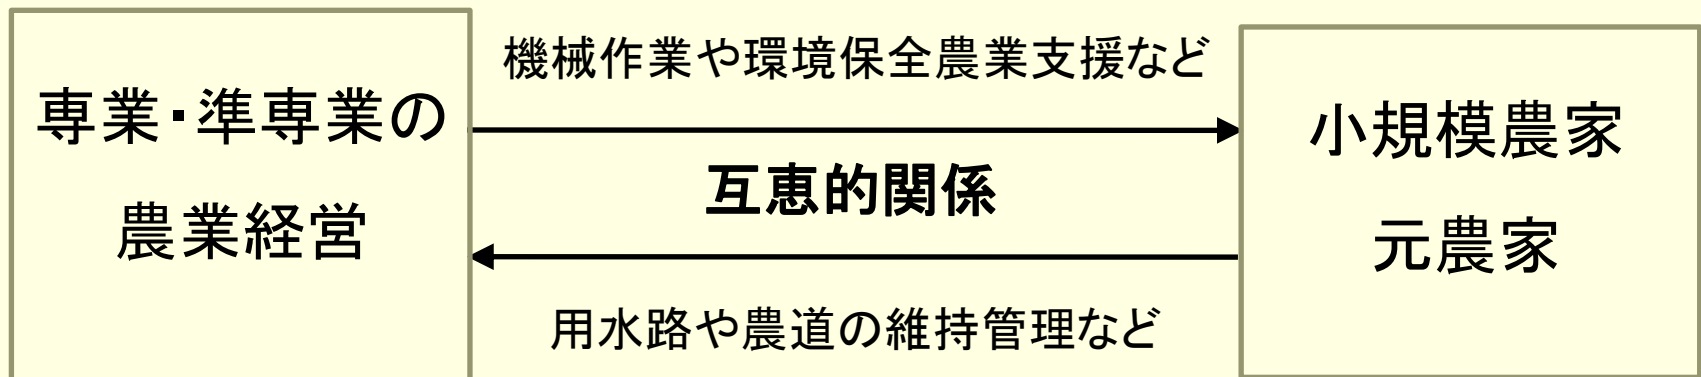 専業・準専業の
農業経営
機械作業や環境保全農業支援など
互恵的関係
用水路や農道の維持管理など
小規模農家
元農家